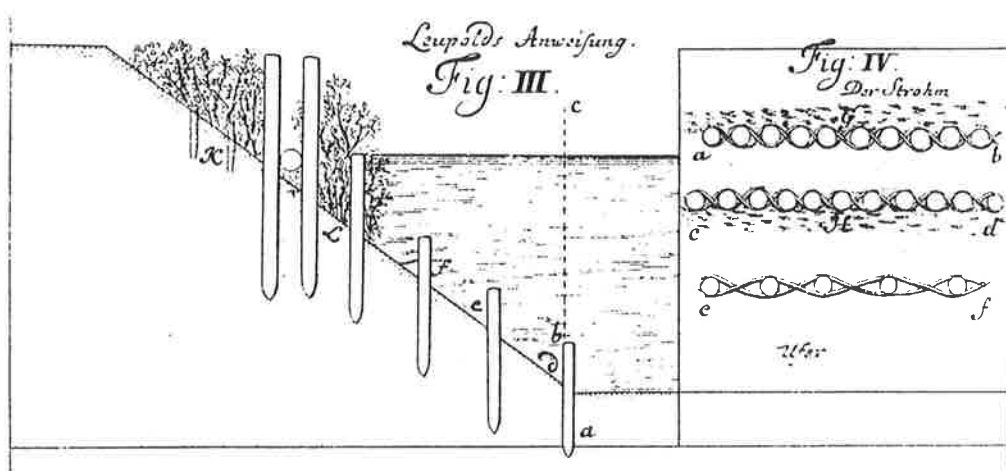 Leupolds Anweisung.
Fig: III.
c
K
L
f
e
b
d
a
Fig: IV.
Der Strohm
G
a
b
H
c
d
e
f
Ufer